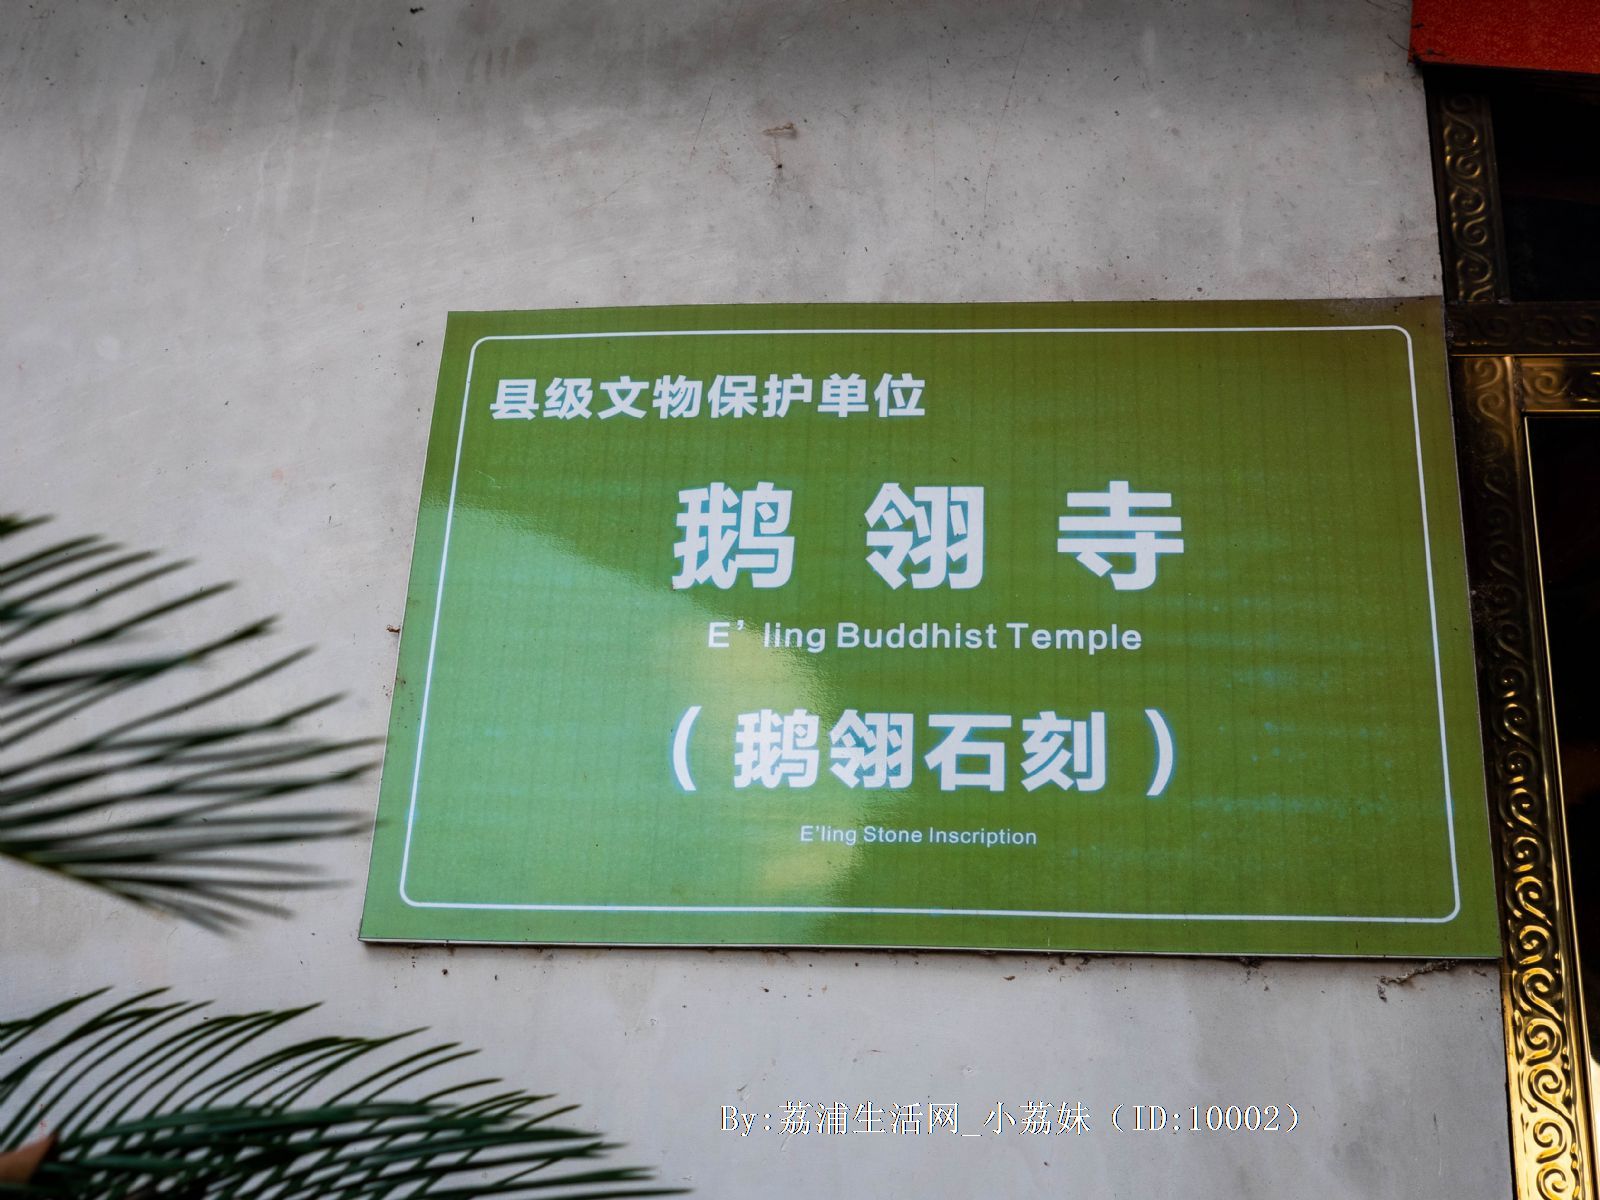 县级文物保护单位
鹅翎寺
E’ling Buddhist Temple
（鹅翎石刻）
E’ling Stone Inscription
By:荔浦生活网_小荔妹（ID:10002）